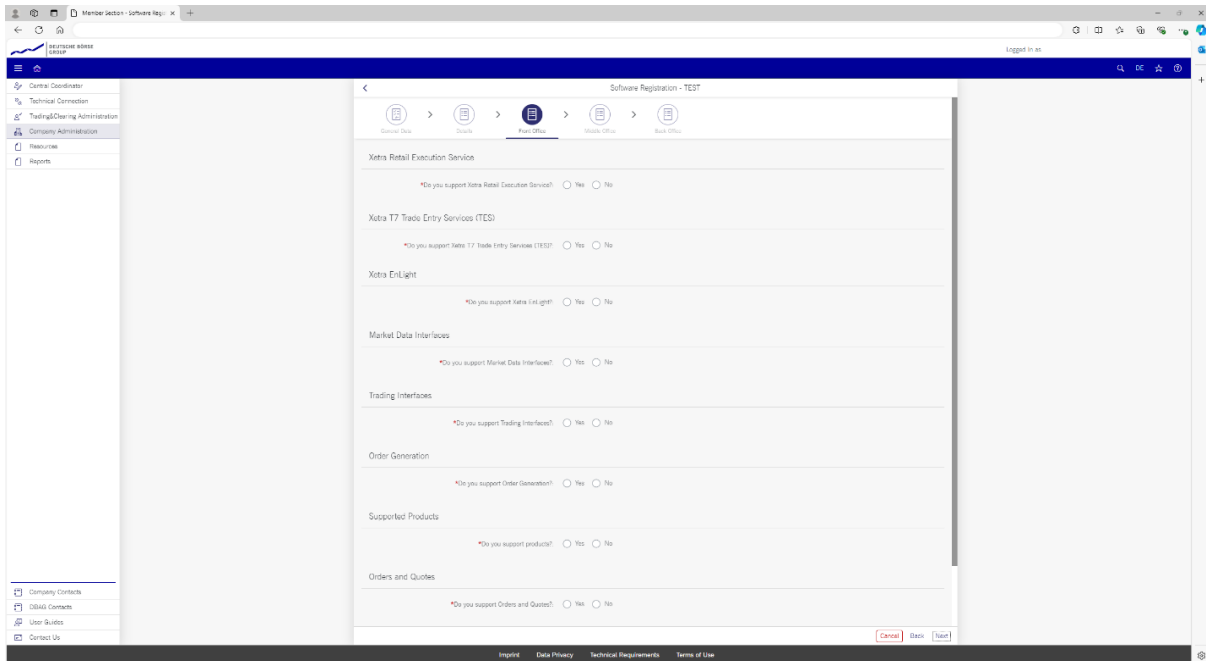 Member Section - Software Regis
DEUTSCHE BÖRSE
GROUP
Logged in as
DE
Central Coordinator
Technical Connection
Trading&Clearing Administration
Company Administration
Resources
Reports
Software Registration - TEST
General Data
Details
Front Office
Middle Office
Back Office
Xetra Retail Execution Service
*Do you support Xetra Retail Execution Service?: Yes No
Xetra T7 Trade Entry Services (TES)
*Do you support Xetra T7 Trade Entry Services (TES)?: Yes No
Xetra EnLight
*Do you support Xetra EnLight?: Yes No
Market Data Interfaces
*Do you support Market Data Interfaces?: Yes No
Trading Interfaces
*Do you support Trading Interfaces?: Yes No
Order Generation
*Do you support Order Generation?: Yes No
Supported Products
*Do you support products?: Yes No
Orders and Quotes
*Do you support Orders and Quotes?: Yes No
Company Contacts
DBAG Contacts
User Guides
Contact Us
Cancel Back Next
Imprint Data Privacy Technical Requirements Terms of Use